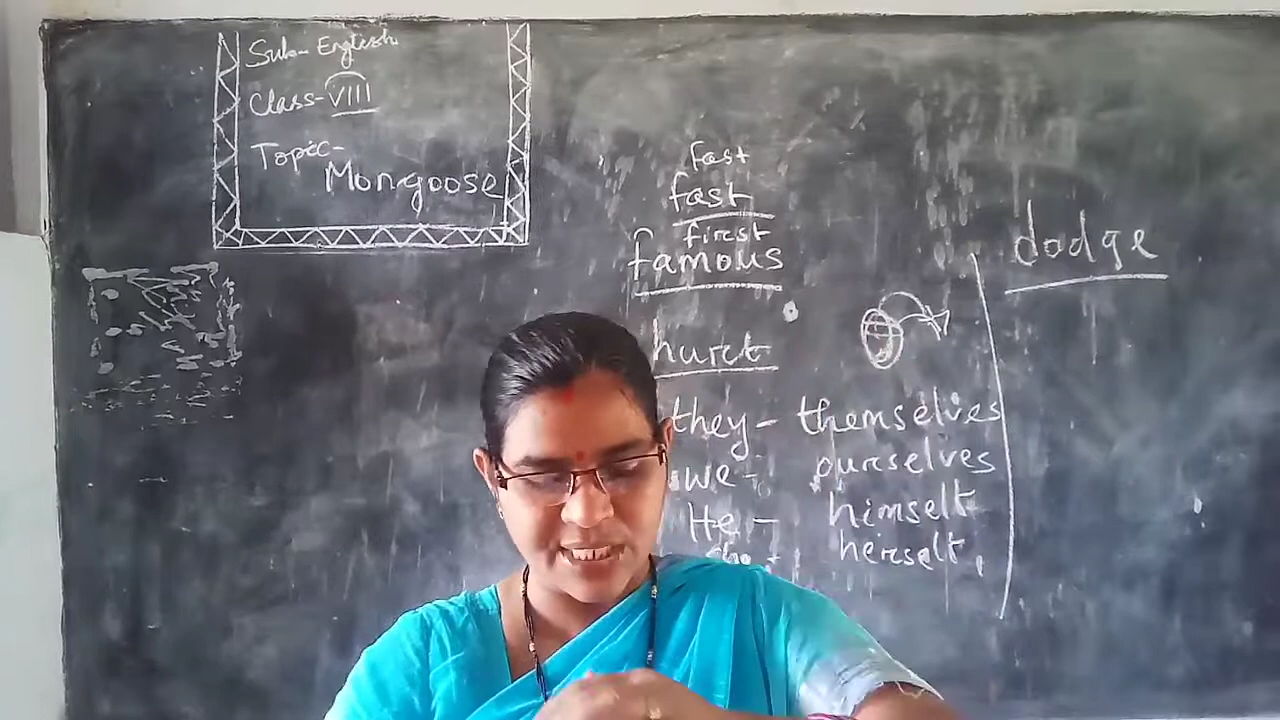 Sub- English
Class-VIII
Topic-
Mongoose
fast
fast
first
famous
hurt
they- themselves
we- ourselves
He- himself
She- herself
dodge